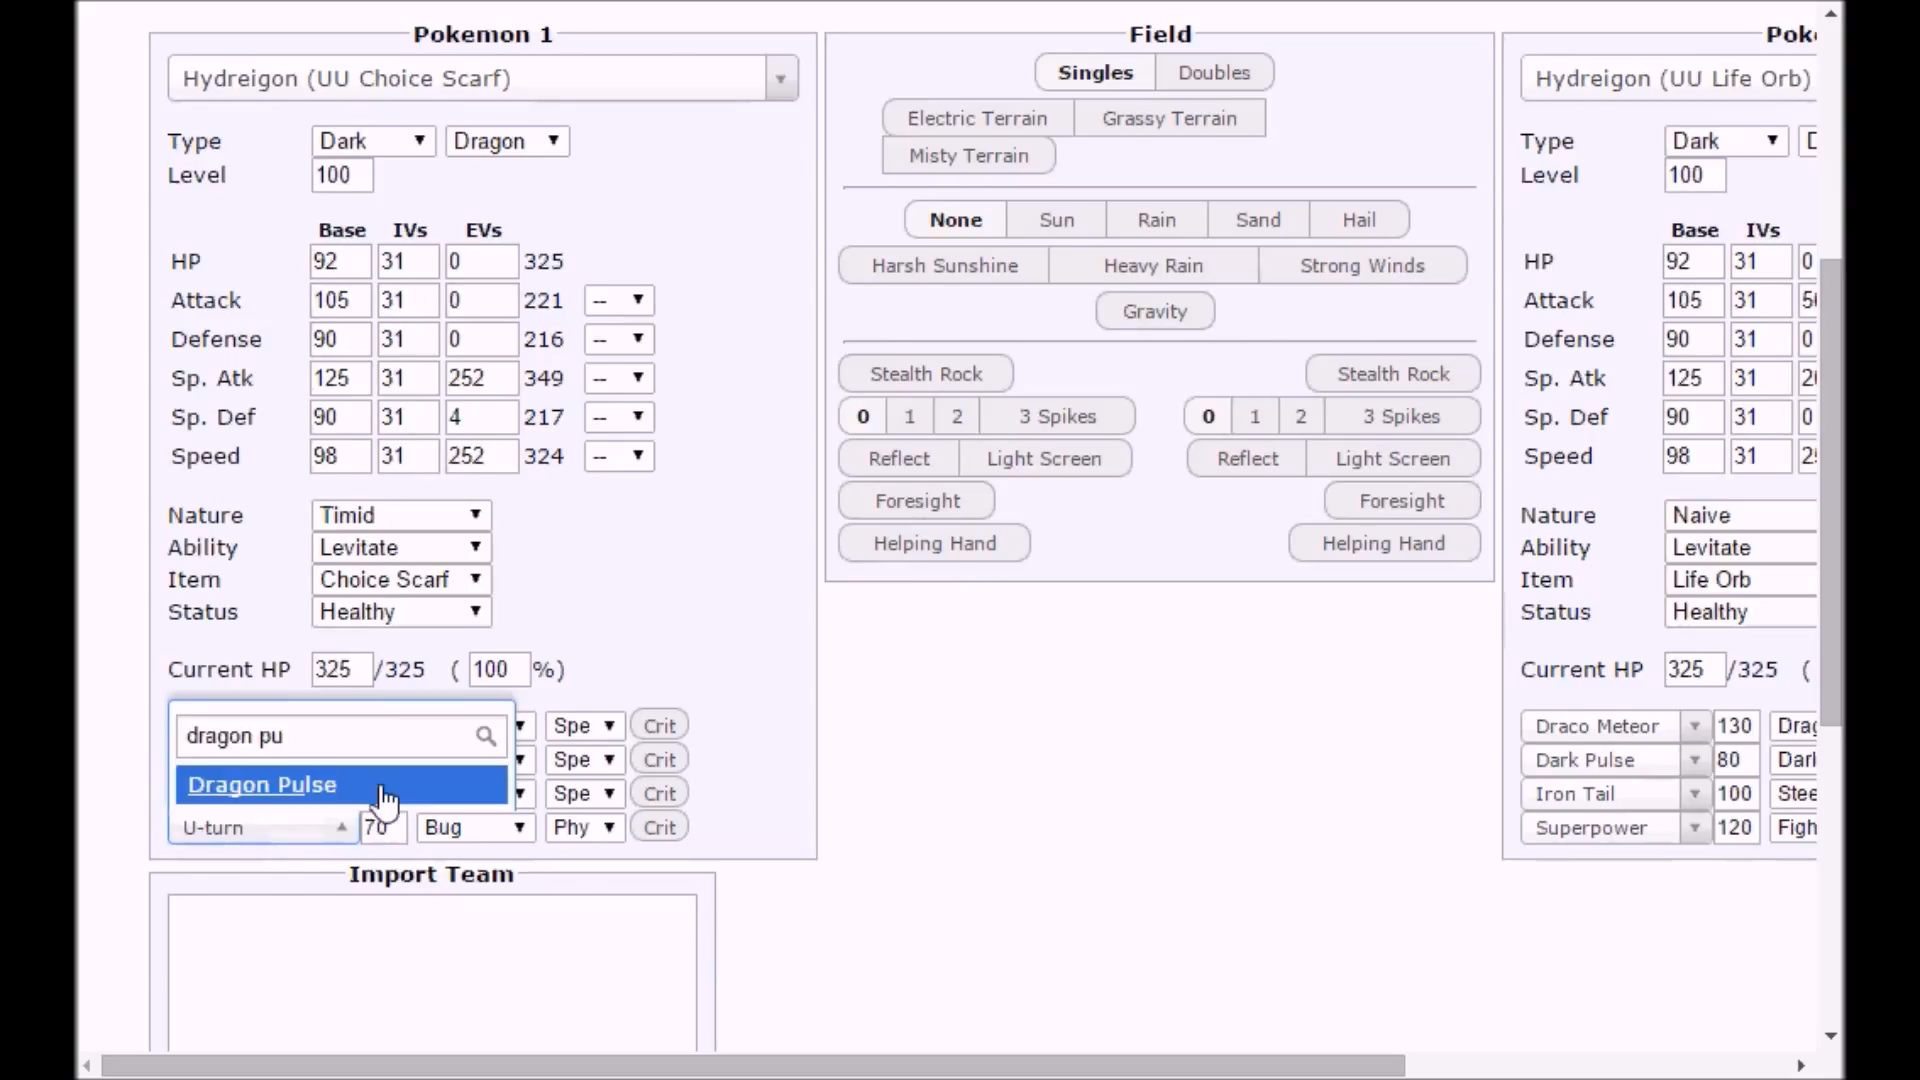 Pokemon 1
Hydreigon (UU Choice Scarf)
Type Dark Dragon
Level 100
Base IVs EVs
HP 92 31 0 325
Attack 105 31 0 221 --
Defense 90 31 0 216 --
Sp. Atk 125 31 252 349 --
Sp. Def 90 31 4 217 --
Speed 98 31 252 324 --
Nature Timid
Ability Levitate
Item Choice Scarf
Status Healthy
Current HP 325 /325 ( 100 %)
dragon pu
Dragon Pulse
Spe Crit
Spe Crit
Spe Crit
U-turn 70 Bug Phy Crit
Import Team
Field
Singles Doubles
Electric Terrain Grassy Terrain
Misty Terrain
None Sun Rain Sand Hail
Harsh Sunshine Heavy Rain Strong Winds
Gravity
Stealth Rock Stealth Rock
0 1 2 3 Spikes 0 1 2 3 Spikes
Reflect Light Screen Reflect Light Screen
Foresight Foresight
Helping Hand Helping Hand
Hydreigon (UU Life Orb)
Type Dark
Level 100
Base IVs
HP 92 31 0
Attack 105 31
Defense 90 31 0
Sp. Atk 125 31
Sp. Def 90 31 0
Speed 98 31
Nature Naive
Ability Levitate
Item Life Orb
Status Healthy
Current HP 325 /325 (
Draco Meteor 130
Dark Pulse 80
Iron Tail 100
Superpower 120